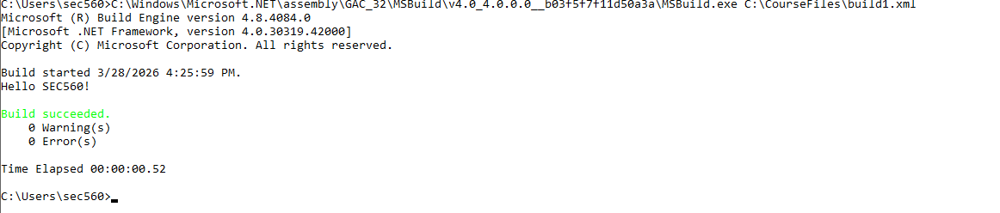 C:\Users\sec560>C:\Windows\Microsoft.NET\assembly\GAC_32\MSBuild\v4.0_4.0.0.0__b03f5f7f11d50a3a\MSBuild.exe C:\CourseFiles\build1.xml
Microsoft (R) Build Engine version 4.8.4084.0
[Microsoft .NET Framework, version 4.0.30319.42000]
Copyright (C) Microsoft Corporation. All rights reserved.
Build started 3/28/2026 4:25:59 PM.
Hello SEC560!
Build succeeded.
0 Warning(s)
0 Error(s)
Time Elapsed 00:00:00.52
C:\Users\sec560>